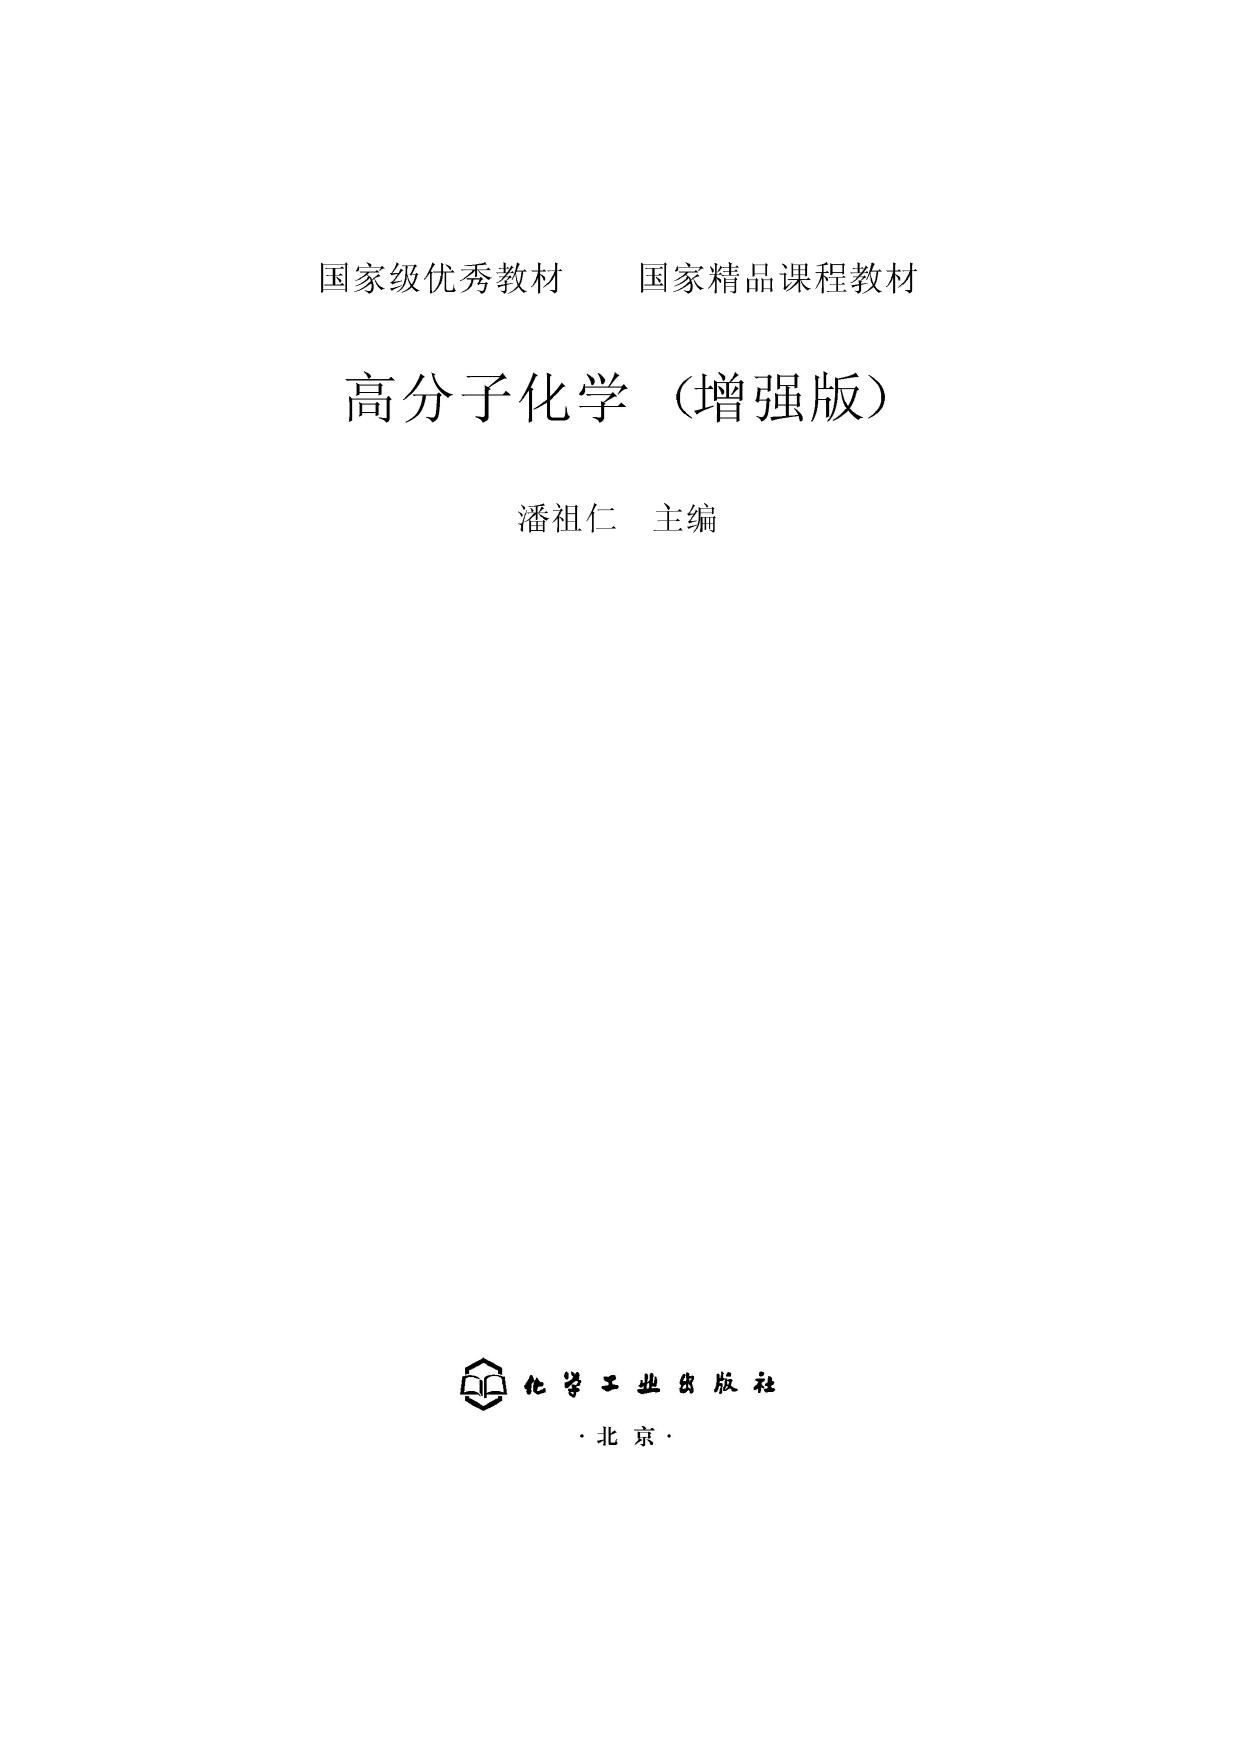 国家级优秀教材　　国家精品课程教材
高分子化学 (增强版)
潘祖仁　主编
化学工业出版社
·北京·